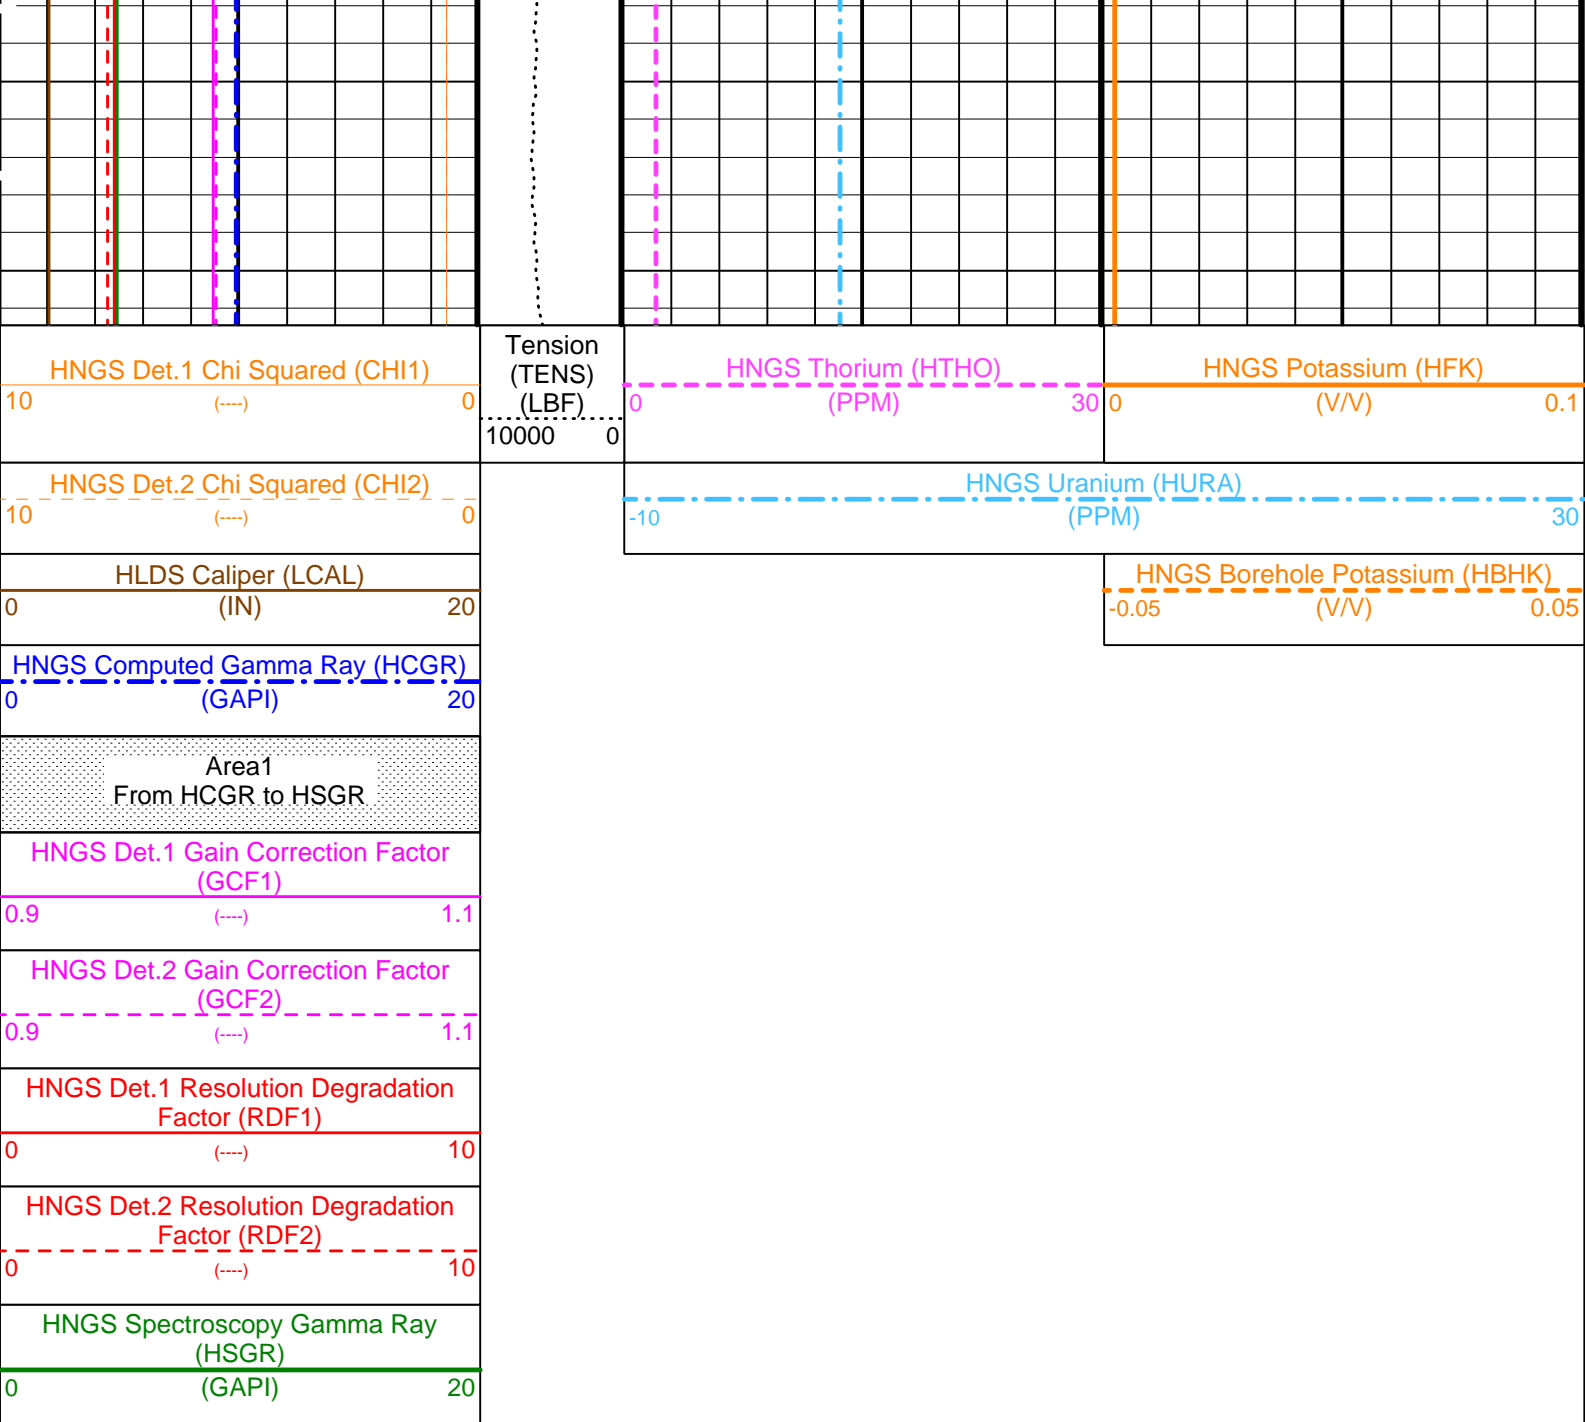 HNGS Det.1 Chi Squared (CHI1)
10 (----) 0
Tension
(TENS)
(LBF)
10000 0
HNGS Thorium (HTHO)
0 (PPM) 30
HNGS Potassium (HFK)
0 (V/V) 0.1
HNGS Det.2 Chi Squared (CHI2)
10 (----) 0
HNGS Uranium (HURA)
-10 (PPM) 30
HLDS Caliper (LCAL)
0 (IN) 20
HNGS Borehole Potassium (HBHK)
-0.05 (V/V) 0.05
HNGS Computed Gamma Ray (HCGR)
0 (GAPI) 20
Area1
From HCGR to HSGR
HNGS Det.1 Gain Correction Factor
(GCF1)
0.9 (----) 1.1
HNGS Det.2 Gain Correction Factor
(GCF2)
0.9 (----) 1.1
HNGS Det.1 Resolution Degradation
Factor (RDF1)
0 (----) 10
HNGS Det.2 Resolution Degradation
Factor (RDF2)
0 (----) 10
HNGS Spectroscopy Gamma Ray
(HSGR)
0 (GAPI) 20